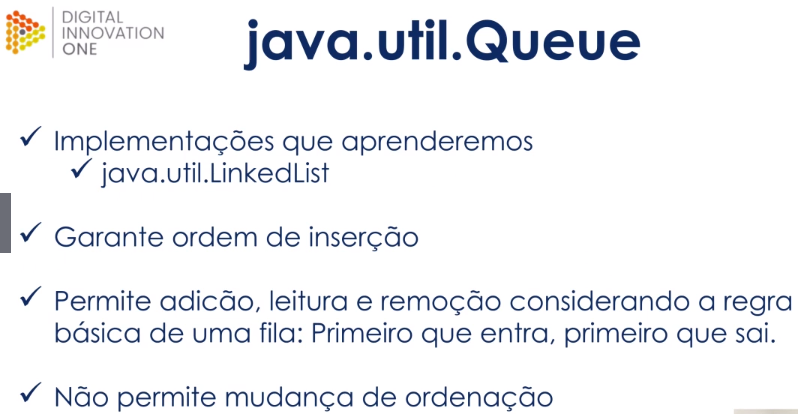 DIGITAL
INNOVATION
ONE
java.util.Queue
✓ Implementações que aprenderemos
✓ java.util.LinkedList
✓ Garante ordem de inserção
✓ Permite adicão, leitura e remoção considerando a regra
básica de uma fila: Primeiro que entra, primeiro que sai.
✓ Não permite mudança de ordenação